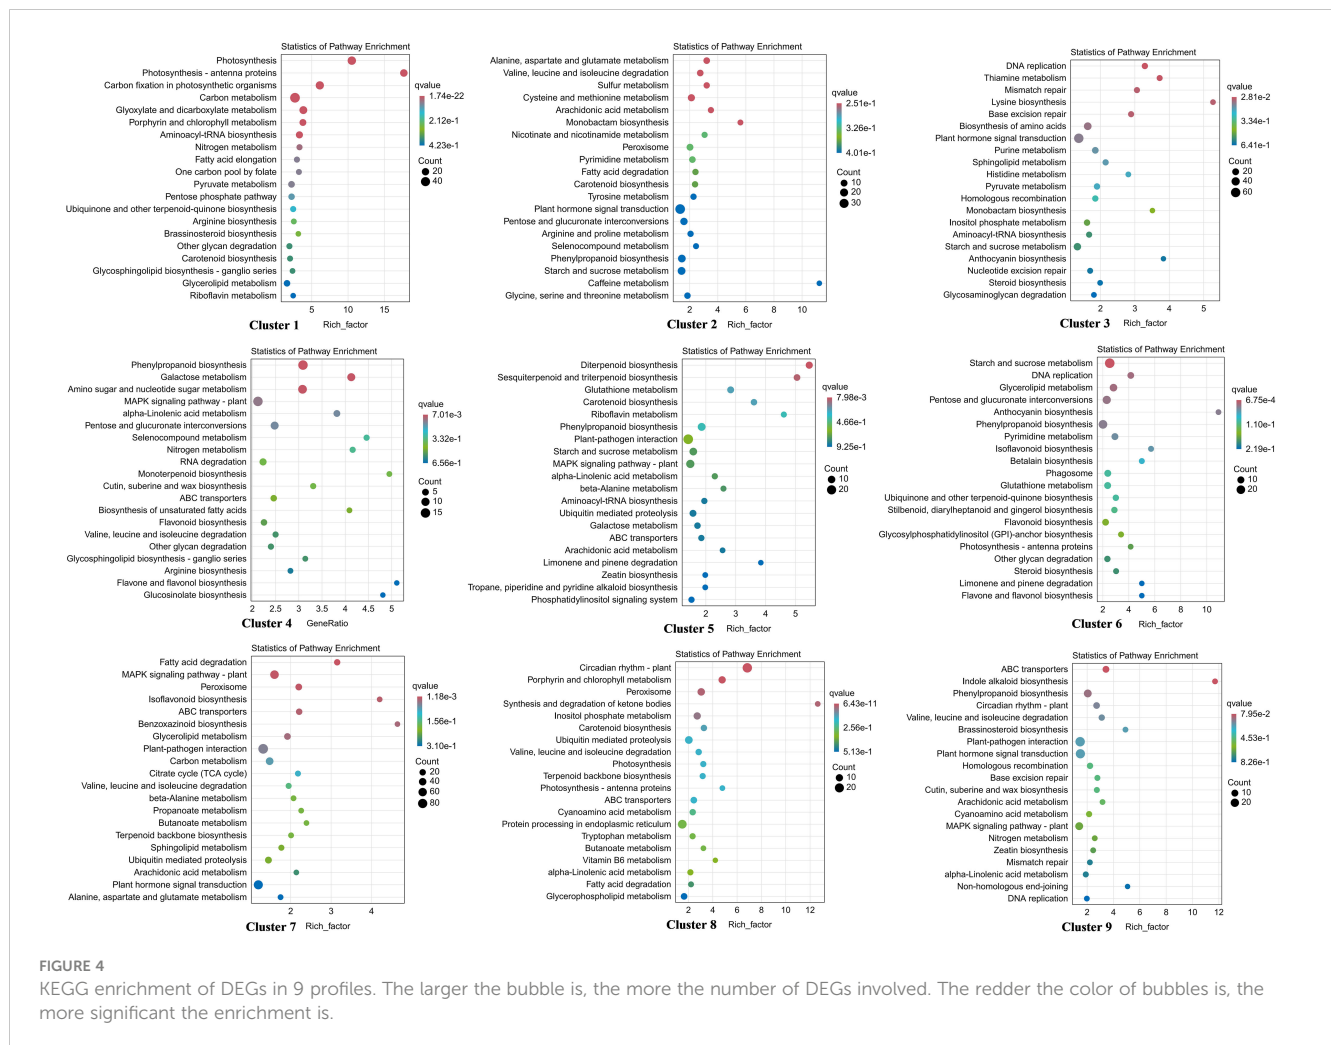 Statistics of Pathway Enrichment
Photosynthesis
Photosynthesis - antenna proteins
Carbon fixation in photosynthetic organisms
Carbon metabolism
Glyoxylate and dicarboxylate metabolism
Porphyrin and chlorophyll metabolism
Aminoacyl-tRNA biosynthesis
Nitrogen metabolism
Fatty acid elongation
One carbon pool by folate
Pyruvate metabolism
Pentose phosphate pathway
Ubiquinone and other terpenoid-quinone biosynthesis
Arginine biosynthesis
Brassinosteroid biosynthesis
Other glycan degradation
Carotenoid biosynthesis
Glycosphingolipid biosynthesis - ganglio series
Glycerolipid metabolism
Riboflavin metabolism
5 10 15
Cluster 1 Rich_factor
qvalue
1.74e-22
2.12e-1
4.23e-1
Count
20
40
Statistics of Pathway Enrichment
Alanine, aspartate and glutamate metabolism
Valine, leucine and isoleucine degradation
Sulfur metabolism
Cysteine and methionine metabolism
Arachidonic acid metabolism
Monobactam biosynthesis
Nicotinate and nicotinamide metabolism
Peroxisome
Pyrimidine metabolism
Fatty acid degradation
Carotenoid biosynthesis
Tyrosine metabolism
Plant hormone signal transduction
Pentose and glucuronate interconversions
Arginine and proline metabolism
Selenocompound metabolism
Phenylpropanoid biosynthesis
Starch and sucrose metabolism
Caffeine metabolism
Glycine, serine and threonine metabolism
2 4 6 8 10
Cluster 2 Rich_factor
qvalue
2.51e-1
3.26e-1
4.01e-1
Count
10
20
30
Statistics of Pathway Enrichment
DNA replication
Thiamine metabolism
Mismatch repair
Lysine biosynthesis
Base excision repair
Biosynthesis of amino acids
Plant hormone signal transduction
Purine metabolism
Sphingolipid metabolism
Histidine metabolism
Pyruvate metabolism
Homologous recombination
Monobactam biosynthesis
Inositol phosphate metabolism
Aminoacyl-tRNA biosynthesis
Starch and sucrose metabolism
Anthocyanin biosynthesis
Nucleotide excision repair
Steroid biosynthesis
Glycosaminoglycan degradation
2 3 4 5
Cluster 3 Rich_factor
qvalue
2.81e-2
3.34e-1
6.41e-1
Count
20
40
60
Statistics of Pathway Enrichment
Phenylpropanoid biosynthesis
Galactose metabolism
Amino sugar and nucleotide sugar metabolism
MAPK signaling pathway - plant
alpha-Linolenic acid metabolism
Pentose and glucuronate interconversions
Selenocompound metabolism
Nitrogen metabolism
RNA degradation
Monoterpenoid biosynthesis
Cutin, suberine and wax biosynthesis
ABC transporters
Biosynthesis of unsaturated fatty acids
Flavonoid biosynthesis
Valine, leucine and isoleucine degradation
Other glycan degradation
Glycosphingolipid biosynthesis - ganglio series
Arginine biosynthesis
Flavone and flavonol biosynthesis
Glucosinolate biosynthesis
2 2.5 3 3.5 4 4.5 5
Cluster 4 GeneRatio
qvalue
7.01e-3
3.32e-1
6.56e-1
Count
5
10
15
Statistics of Pathway Enrichment
Diterpenoid biosynthesis
Sesquiterpenoid and triterpenoid biosynthesis
Glutathione metabolism
Carotenoid biosynthesis
Riboflavin metabolism
Phenylpropanoid biosynthesis
Plant-pathogen interaction
Starch and sucrose metabolism
MAPK signaling pathway - plant
alpha-Linolenic acid metabolism
beta-Alanine metabolism
Aminoacyl-tRNA biosynthesis
Ubiquitin mediated proteolysis
Galactose metabolism
ABC transporters
Arachidonic acid metabolism
Limonene and pinene degradation
Zeatin biosynthesis
Tropane, piperidine and pyridine alkaloid biosynthesis
Phosphatidylinositol signaling system
2 3 4 5
Cluster 5 Rich_factor
qvalue
7.98e-3
4.66e-1
9.25e-1
Count
10
20
Statistics of Pathway Enrichment
Starch and sucrose metabolism
DNA replication
Glycerolipid metabolism
Pentose and glucuronate interconversions
Anthocyanin biosynthesis
Phenylpropanoid biosynthesis
Pyrimidine metabolism
Isoflavonoid biosynthesis
Betalain biosynthesis
Phagosome
Glutathione metabolism
Ubiquinone and other terpenoid-quinone biosynthesis
Stilbenoid, diarylheptanoid and gingerol biosynthesis
Flavonoid biosynthesis
Glycosylphosphatidylinositol (GPI)-anchor biosynthesis
Photosynthesis - antenna proteins
Other glycan degradation
Steroid biosynthesis
Limonene and pinene degradation
Flavone and flavonol biosynthesis
2 4 6 8 10
Cluster 6 Rich_factor
qvalue
6.75e-4
1.10e-1
2.19e-1
Count
10
20
Statistics of Pathway Enrichment
Fatty acid degradation
MAPK signaling pathway - plant
Peroxisome
Isoflavonoid biosynthesis
ABC transporters
Benzoxazinoid biosynthesis
Glycerolipid metabolism
Plant-pathogen interaction
Carbon metabolism
Citrate cycle (TCA cycle)
Valine, leucine and isoleucine degradation
beta-Alanine metabolism
Propanoate metabolism
Butanoate metabolism
Terpenoid backbone biosynthesis
Sphingolipid metabolism
Ubiquitin mediated proteolysis
Arachidonic acid metabolism
Plant hormone signal transduction
Alanine, aspartate and glutamate metabolism
2 4
Cluster 7 Rich_factor
qvalue
1.18e-3
1.56e-1
3.10e-1
Count
20
40
60
80
Statistics of Pathway Enrichment
Circadian rhythm - plant
Porphyrin and chlorophyll metabolism
Peroxisome
Synthesis and degradation of ketone bodies
Inositol phosphate metabolism
Carotenoid biosynthesis
Ubiquitin mediated proteolysis
Valine, leucine and isoleucine degradation
Photosynthesis
Terpenoid backbone biosynthesis
Photosynthesis - antenna proteins
ABC transporters
Cyanoamino acid metabolism
Protein processing in endoplasmic reticulum
Tryptophan metabolism
Butanoate metabolism
Vitamin B6 metabolism
alpha-Linolenic acid metabolism
Fatty acid degradation
Glycerophospholipid metabolism
2 4 6 8 10 12
Cluster 8 Rich_factor
qvalue
6.43e-11
2.56e-1
5.13e-1
Count
10
20
Statistics of Pathway Enrichment
ABC transporters
Indole alkaloid biosynthesis
Phenylpropanoid biosynthesis
Circadian rhythm - plant
Valine, leucine and isoleucine degradation
Brassinosteroid biosynthesis
Plant-pathogen interaction
Plant hormone signal transduction
Homologous recombination
Base excision repair
Cutin, suberine and wax biosynthesis
Arachidonic acid metabolism
Cyanoamino acid metabolism
MAPK signaling pathway - plant
Nitrogen metabolism
Zeatin biosynthesis
Mismatch repair
alpha-Linolenic acid metabolism
Non-homologous end-joining
DNA replication
2 4 6 8 10 12
Cluster 9 Rich_factor
qvalue
7.95e-2
4.53e-1
8.26e-1
Count
10
20
FIGURE 4
KEGG enrichment of DEGs in 9 profiles. The larger the bubble is, the more the number of DEGs involved. The redder the color of bubbles is, the
more significant the enrichment is.